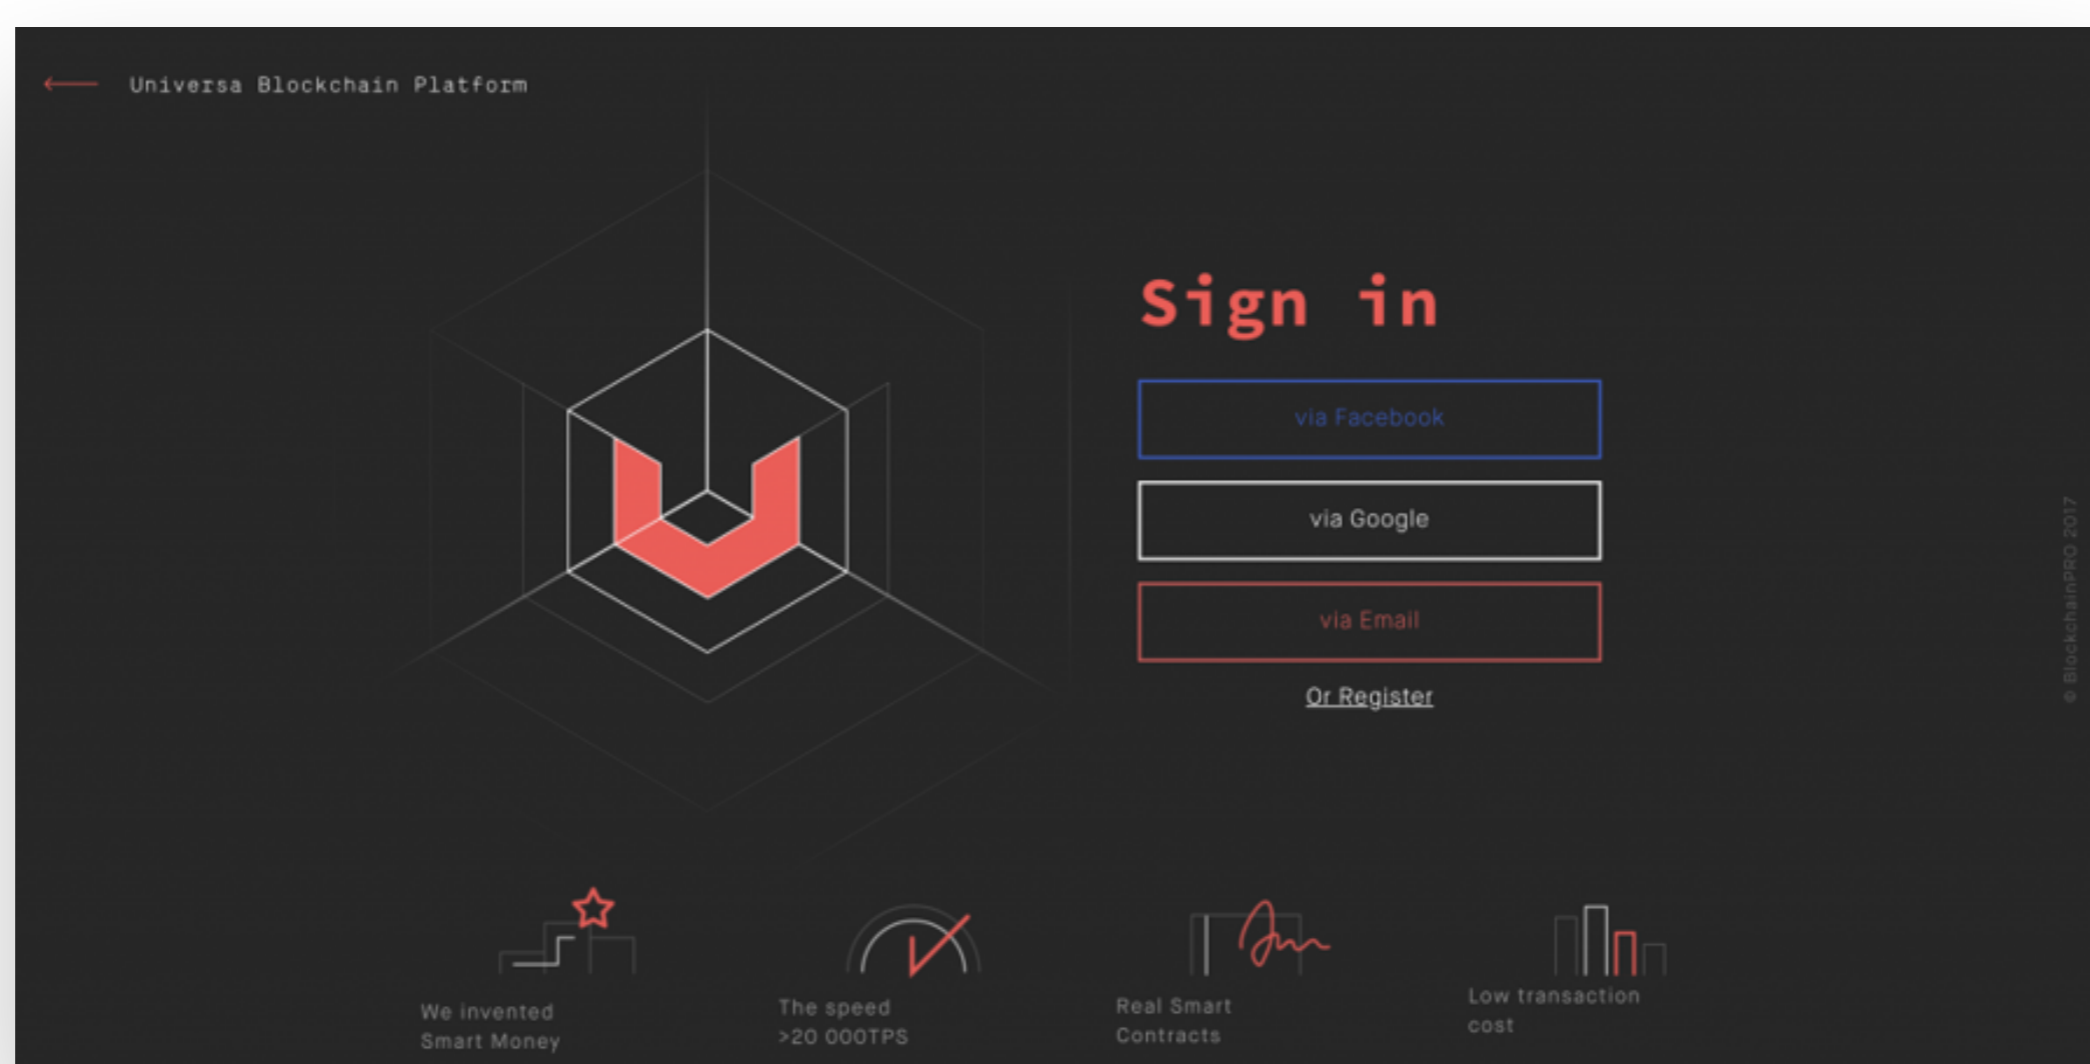 Universa Blockchain Platform
Sign in
via Facebook
via Google
via Email
Or Register
© BlockchainPRO 2017
We invented
Smart Money
The speed
>20 000TPS
Real Smart
Contracts
Low transaction
cost